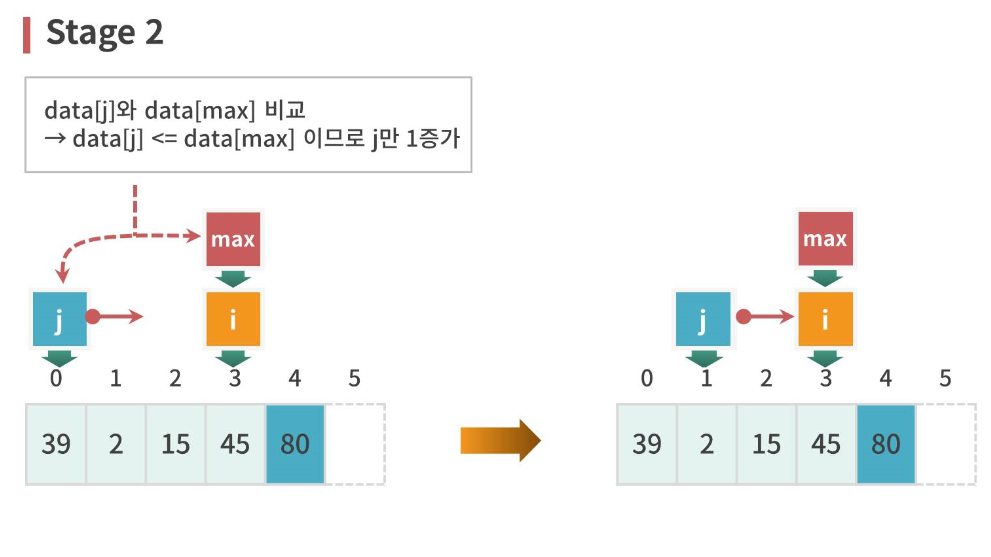 Stage 2
data[j]와 data[max] 비교
→ data[j] <= data[max] 이므로 j만 1증가
max
j
i
0 1 2 3 4 5
39 2 15 45 80
max
j
i
0 1 2 3 4 5
39 2 15 45 80